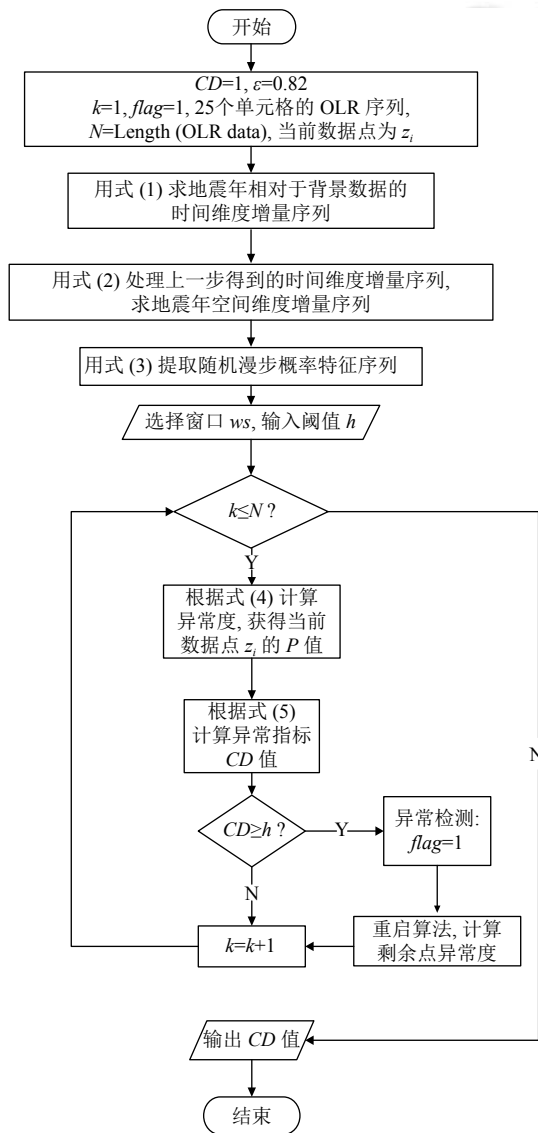 开始
CD=1, ε=0.82
k=1, flag=1, 25个单元格的 OLR 序列,
N=Length (OLR data), 当前数据点为 zᵢ
用式 (1) 求地震年相对于背景数据的
时间维度增量序列
用式 (2) 处理上一步得到的时间维度增量序列,
求地震年空间维度增量序列
用式 (3) 提取随机漫步概率特征序列
选择窗口 ws, 输入阈值 h
k≤N ?
Y
根据式 (4) 计算
异常度, 获得当前
数据点 zᵢ 的 P 值
根据式 (5)
计算异常指标
CD 值
N
CD≥h ?
Y
异常检测:
flag=1
N
重启算法, 计算
剩余点异常度
k=k+1
输出 CD 值
结束